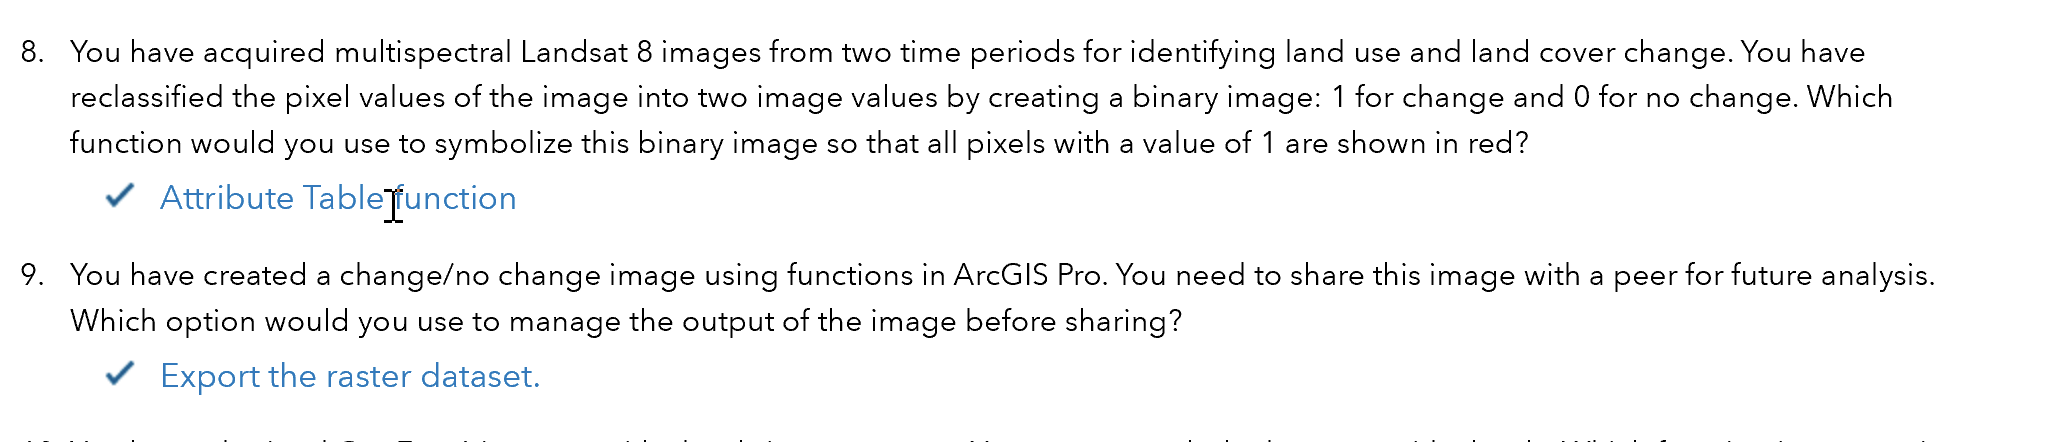 8. You have acquired multispectral Landsat 8 images from two time periods for identifying land use and land cover change. You have
reclassified the pixel values of the image into two image values by creating a binary image: 1 for change and 0 for no change. Which
function would you use to symbolize this binary image so that all pixels with a value of 1 are shown in red?
Attribute Table function
9. You have created a change/no change image using functions in ArcGIS Pro. You need to share this image with a peer for future analysis.
Which option would you use to manage the output of the image before sharing?
Export the raster dataset.